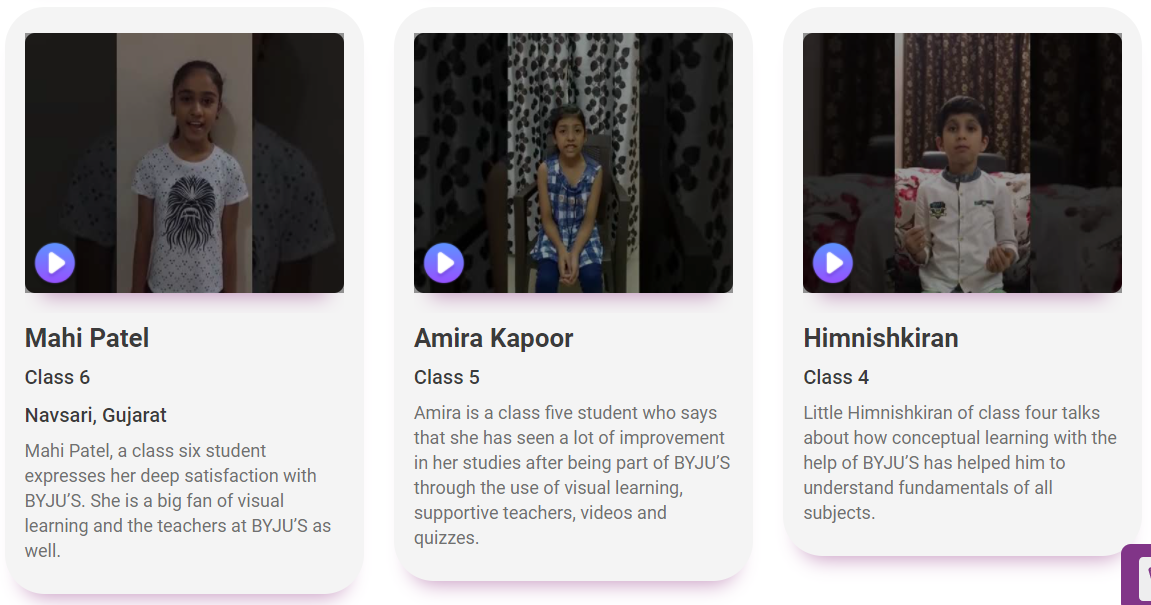 Mahi Patel
Class 6
Navsari, Gujarat
Mahi Patel, a class six student
expresses her deep satisfaction with
BYJU’S. She is a big fan of visual
learning and the teachers at BYJU’S as
well.
Amira Kapoor
Class 5
Amira is a class five student who says
that she has seen a lot of improvement
in her studies after being part of BYJU’S
through the use of visual learning,
supportive teachers, videos and
quizzes.
Himnishkiran
Class 4
Little Himnishkiran of class four talks
about how conceptual learning with the
help of BYJU’S has helped him to
understand fundamentals of all
subjects.